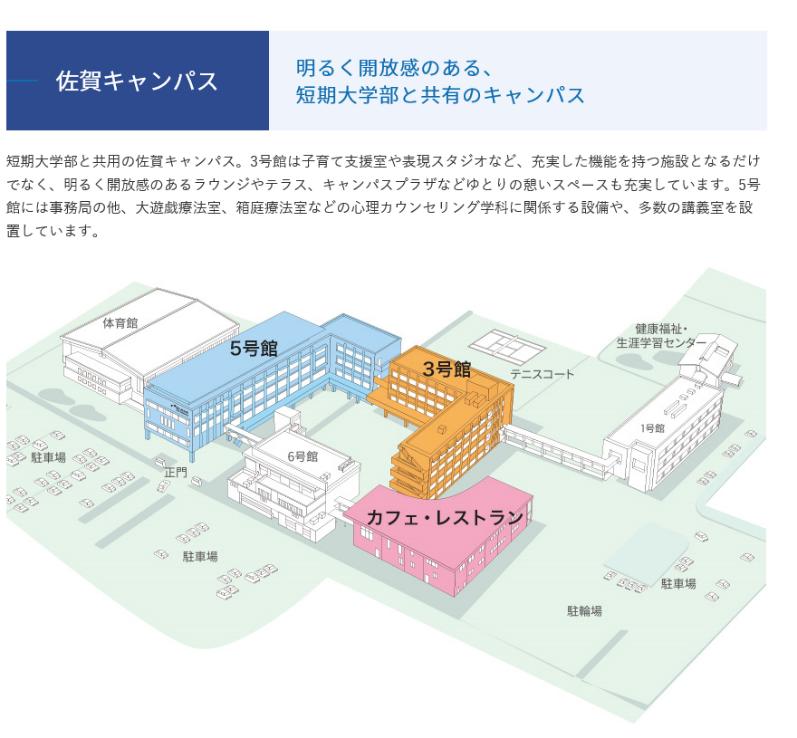 佐賀キャンパス
明るく開放感のある、
短期大学部と共有のキャンパス
短期大学部と共用の佐賀キャンパス。3号館は子育て支援室や表現スタジオなど、充実した機能を持つ施設となるだけ
でなく、明るく開放感のあるラウンジやテラス、キャンパスプラザなどゆとりの憩いスペースも充実しています。5号
館には事務局の他、大遊戯療法室、箱庭療法室などの心理カウンセリング学科に関係する設備や、多数の講義室を設
置しています。
体育館
5号館
3号館
健康福祉・
生涯学習センター
テニスコート
1号館
6号館
駐車場
正門
カフェ・レストラン
駐車場
駐車場
駐輪場